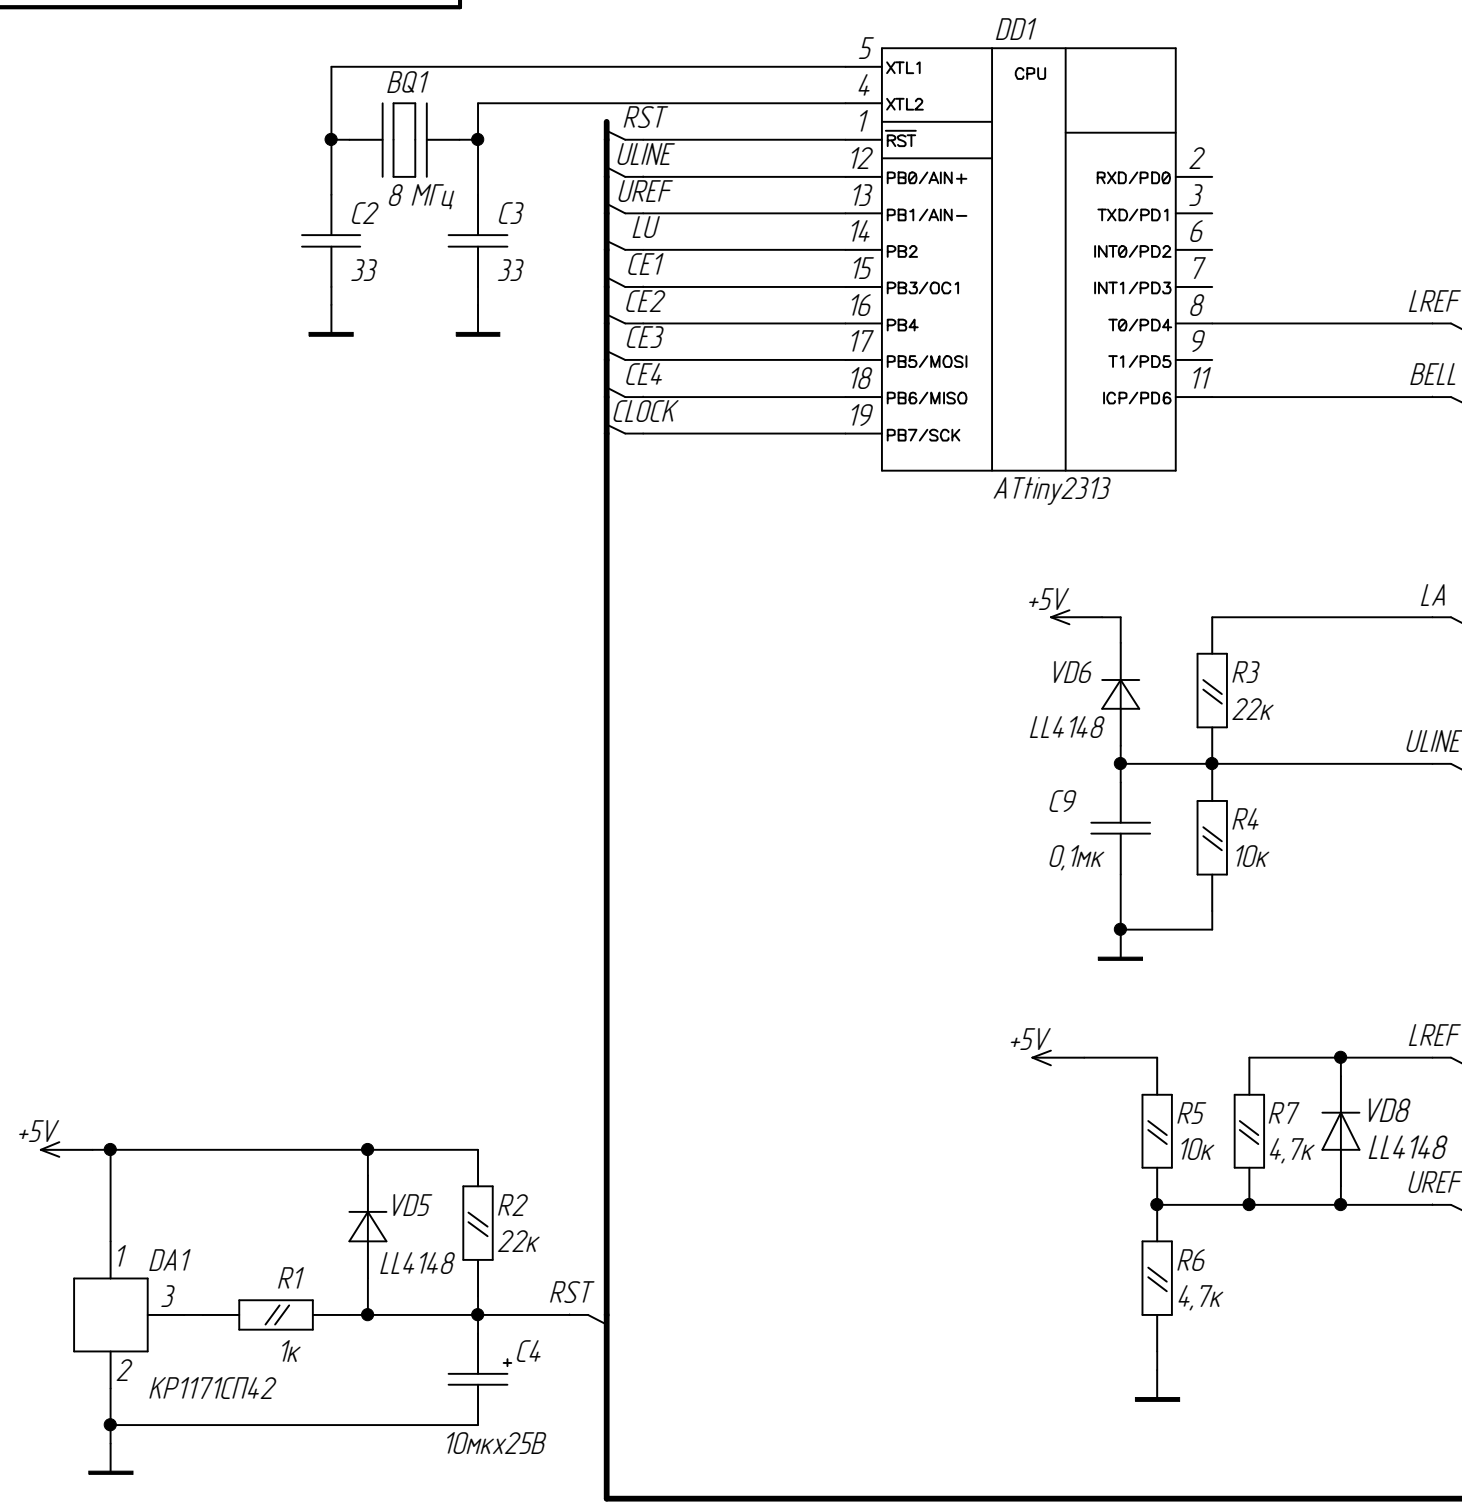 DD1
CPU
5
XTL1
BQ1
4
XTL2
RST
1
RST
ULINE
12
PB0/AIN+
RXD/PD0
2
8 МГц
UREF
13
PB1/AIN−
TXD/PD1
3
C2
C3
LU
14
PB2
INT0/PD2
6
33
33
CE1
15
PB3/OC1
INT1/PD3
7
CE2
16
PB4
T0/PD4
8
LREF
CE3
17
PB5/MOSI
T1/PD5
9
CE4
18
PB6/MISO
ICP/PD6
11
BELL
CLOCK
19
PB7/SCK
ATtiny2313
+5V
LA
VD6
LL4148
R3
22к
ULINE
C9
0,1мк
R4
10к
+5V
LREF
R5
10к
R7
4,7к
VD8
LL4148
UREF
R6
4,7к
+5V
VD5
LL4148
R2
22к
1
DA1
3
R1
1к
RST
2
КР1171СП42
+
C4
10мкх25В